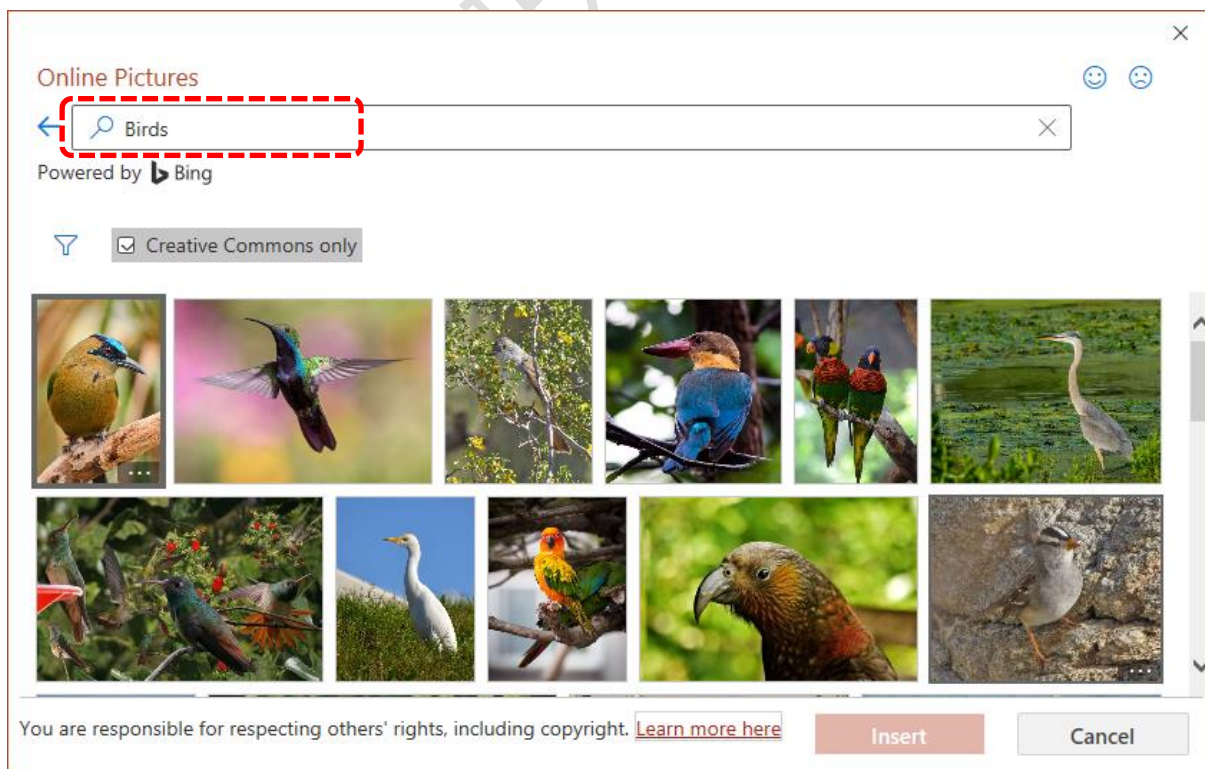 Online Pictures
Birds
Powered by Bing
Creative Commons only
You are responsible for respecting others' rights, including copyright. Learn more here
Insert
Cancel